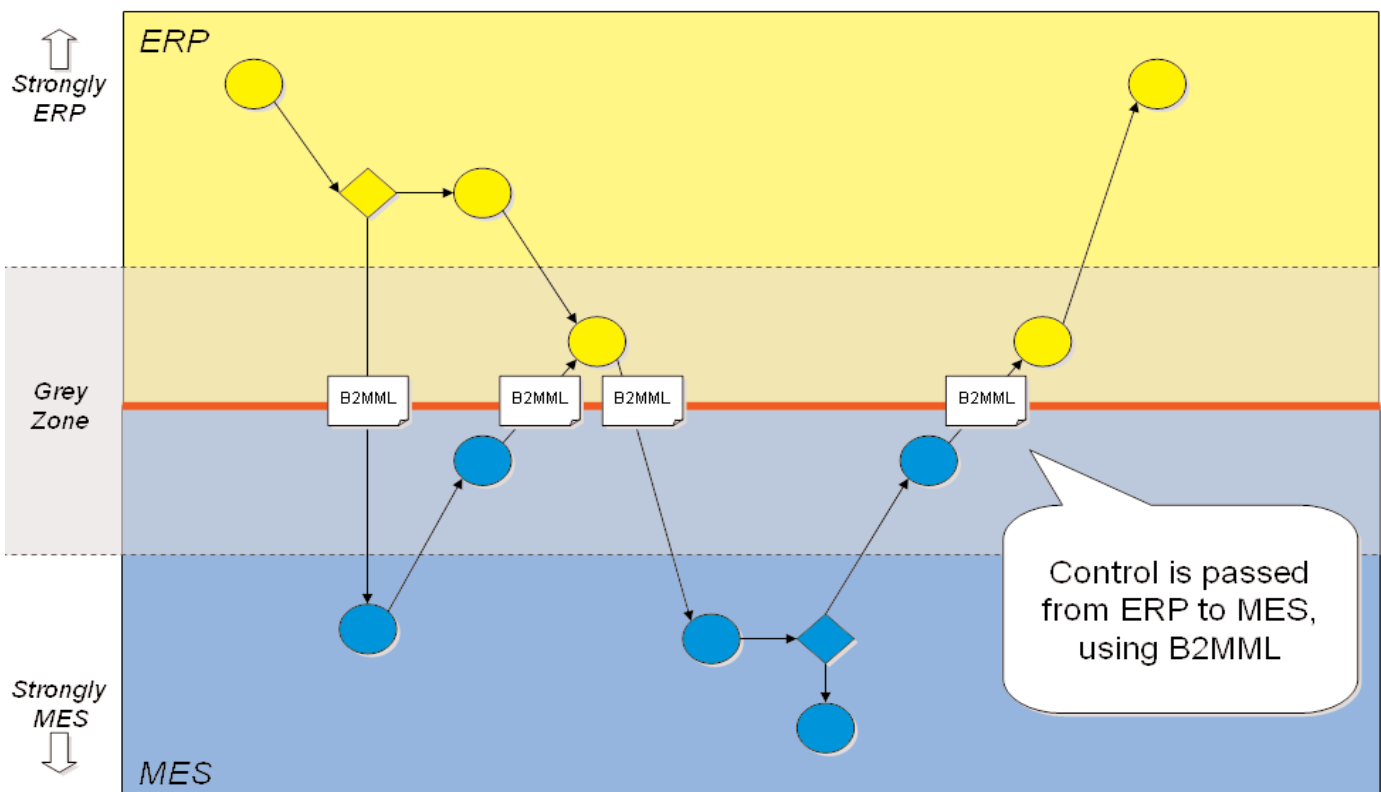 ERP
Strongly
ERP
Grey
Zone
B2MML
B2MML
B2MML
B2MML
Control is passed
from ERP to MES,
using B2MML
Strongly
MES
MES